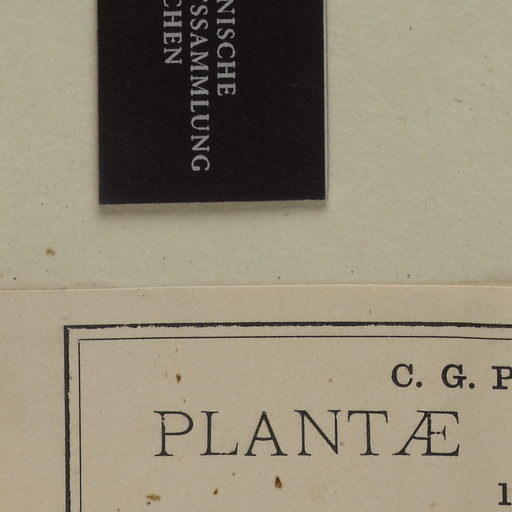 NISCHE
SSAMMLUNG
CHEN
C. G. P
PLANTÆ
1